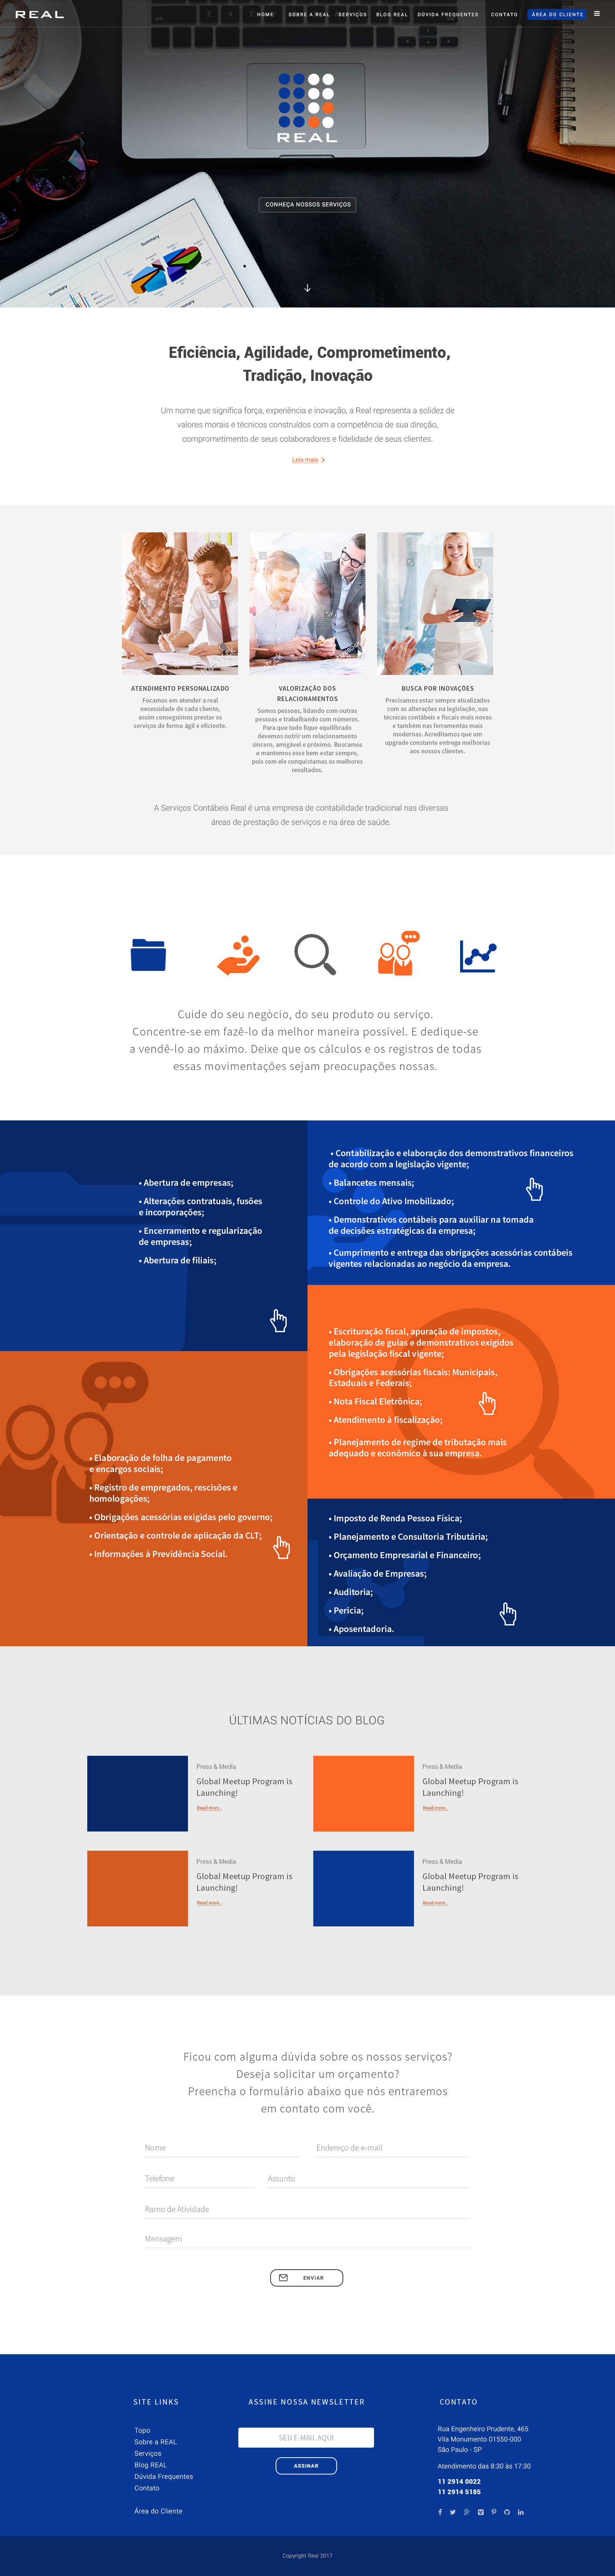 REAL
HOME
SOBRE A REAL
SERVIÇOS
BLOG REAL
DÚVIDA FREQUENTES
CONTATO
ÁREA DO CLIENTE
REAL
CONHEÇA NOSSOS SERVIÇOS
Summary
Summary
Eficiência, Agilidade, Comprometimento,
Tradição, Inovação
Um nome que significa força, experiência e inovação, a Real representa a solidez de
valores morais e técnicos construídos com a competência de sua direção,
comprometimento de seus colaboradores e fidelidade de seus clientes.
Leia mais
ATENDIMENTO PERSONALIZADO
Focamos em atender a real
necessidade de cada cliente,
assim conseguimos prestar os
serviços de forma ágil e eficiente.
VALORIZAÇÃO DOS
RELACIONAMENTOS
Somos pessoas, lidando com outras
pessoas e trabalhando com números.
Para que tudo fique equilibrado
devemos nutrir um relacionamento
sincero, amigável e próximo. Buscamos
e mantemos esse bem estar sempre,
pois com ele conquistamos os melhores
resultados.
BUSCA POR INOVAÇÕES
Precisamos estar sempre atualizados
com as alterações na legislação, nas
técnicas contábeis e fiscais mais novas
e também nas ferramentas mais
modernas. Acreditamos que um
upgrade constante entrega melhorias
aos nossos clientes.
A Serviços Contábeis Real é uma empresa de contabilidade tradicional nas diversas
áreas de prestação de serviços e na área de saúde.
Cuide do seu negócio, do seu produto ou serviço.
Concentre-se em fazê-lo da melhor maneira possível. E dedique-se
a vendê-lo ao máximo. Deixe que os cálculos e os registros de todas
essas movimentações sejam preocupações nossas.
• Abertura de empresas;
• Alterações contratuais, fusões
e incorporações;
• Encerramento e regularização
de empresas;
• Abertura de filiais;
• Contabilização e elaboração dos demonstrativos financeiros
de acordo com a legislação vigente;
• Balancetes mensais;
• Controle do Ativo Imobilizado;
• Demonstrativos contábeis para auxiliar na tomada
de decisões estratégicas da empresa;
• Cumprimento e entrega das obrigações acessórias contábeis
vigentes relacionadas ao negócio da empresa.
• Escrituração fiscal, apuração de impostos,
elaboração de guias e demonstrativos exigidos
pela legislação fiscal vigente;
• Obrigações acessórias fiscais: Municipais,
Estaduais e Federais;
• Nota Fiscal Eletrônica;
• Atendimento à fiscalização;
• Planejamento de regime de tributação mais
adequado e econômico à sua empresa.
• Elaboração de folha de pagamento
e encargos sociais;
• Registro de empregados, rescisões e
homologações;
• Obrigações acessórias exigidas pelo governo;
• Orientação e controle de aplicação da CLT;
• Informações à Previdência Social.
• Imposto de Renda Pessoa Física;
• Planejamento e Consultoria Tributária;
• Orçamento Empresarial e Financeiro;
• Avaliação de Empresas;
• Auditoria;
• Perícia;
• Aposentadoria.
ÚLTIMAS NOTÍCIAS DO BLOG
Press & Media
Global Meetup Program is
Launching!
Read more..
Press & Media
Global Meetup Program is
Launching!
Read more..
Press & Media
Global Meetup Program is
Launching!
Read more..
Press & Media
Global Meetup Program is
Launching!
Read more..
Ficou com alguma dúvida sobre os nossos serviços?
Deseja solicitar um orçamento?
Preencha o formulário abaixo que nós entraremos
em contato com você.
Nome
Endereço de e-mail
Telefone
Assunto
Ramo de Atividade
Mensagem
ENVIAR
SITE LINKS
Topo
Sobre a REAL
Serviços
Blog REAL
Dúvida Frequentes
Contato
Área do Cliente
ASSINE NOSSA NEWSLETTER
SEU E-MAIL AQUI
ASSINAR
CONTATO
Rua Engenheiro Prudente, 465
Vila Monumento 01550-000
São Paulo - SP
Atendimento das 8:30 às 17:30
11 2914 0022
11 2914 5185
Copyright Real 2017